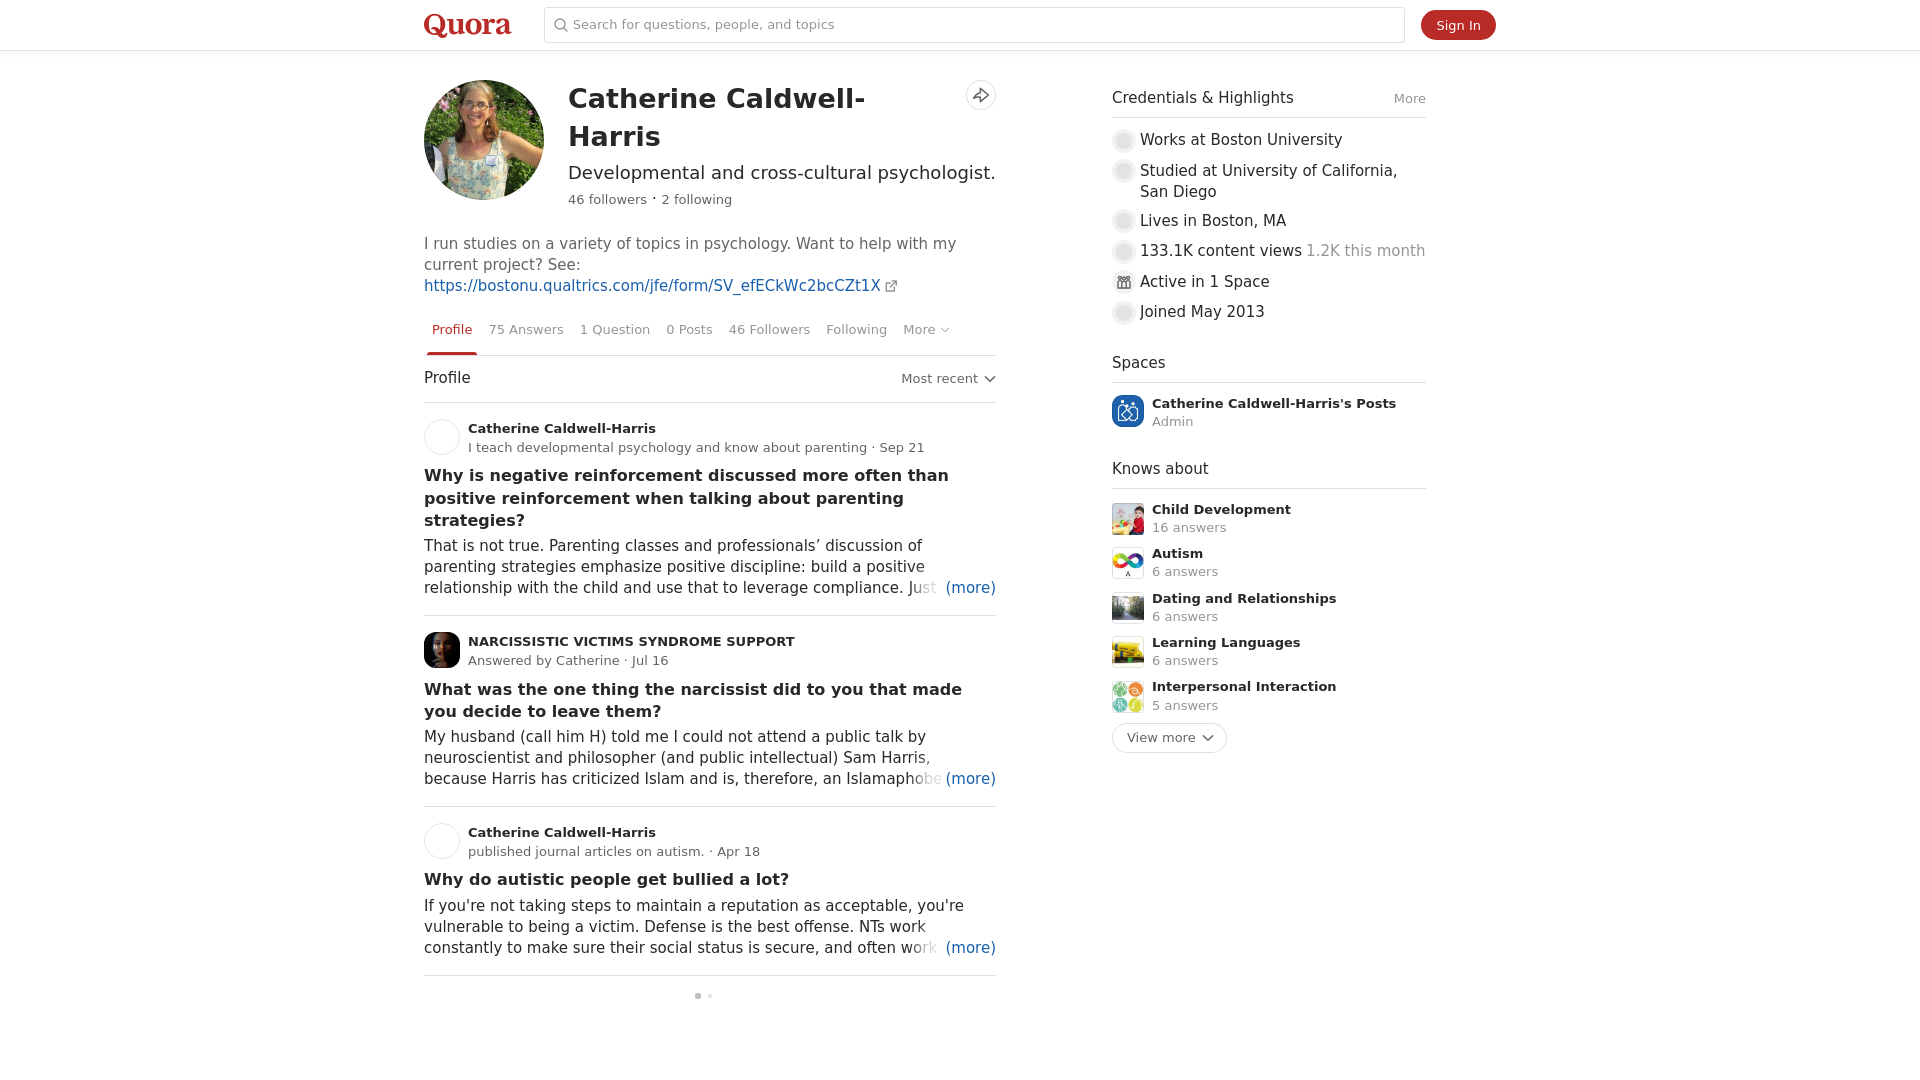 Quora
Search for questions, people, and topics
Sign In
Catherine Caldwell-
Harris
Developmental and cross-cultural psychologist.
46 followers · 2 following
I run studies on a variety of topics in psychology. Want to help with my
current project? See:
https://bostonu.qualtrics.com/jfe/form/SV_efECkWc2bcCZt1X
Profile
75 Answers
1 Question
0 Posts
46 Followers
Following
More
Profile
Most recent
Catherine Caldwell-Harris
I teach developmental psychology and know about parenting · Sep 21
Why is negative reinforcement discussed more often than
positive reinforcement when talking about parenting
strategies?
That is not true. Parenting classes and professionals’ discussion of
parenting strategies emphasize positive discipline: build a positive
relationship with the child and use that to leverage compliance. Just (more)
NARCISSISTIC VICTIMS SYNDROME SUPPORT
Answered by Catherine · Jul 16
What was the one thing the narcissist did to you that made
you decide to leave them?
My husband (call him H) told me I could not attend a public talk by
neuroscientist and philosopher (and public intellectual) Sam Harris,
because Harris has criticized Islam and is, therefore, an Islamaphobe (more)
Catherine Caldwell-Harris
published journal articles on autism. · Apr 18
Why do autistic people get bullied a lot?
If you're not taking steps to maintain a reputation as acceptable, you're
vulnerable to being a victim. Defense is the best offense. NTs work
constantly to make sure their social status is secure, and often work (more)
Credentials & Highlights
More
Works at Boston University
Studied at University of California,
San Diego
Lives in Boston, MA
133.1K content views 1.2K this month
Active in 1 Space
Joined May 2013
Spaces
Catherine Caldwell-Harris's Posts
Admin
Knows about
Child Development
16 answers
Autism
6 answers
Dating and Relationships
6 answers
Learning Languages
6 answers
Interpersonal Interaction
5 answers
View more